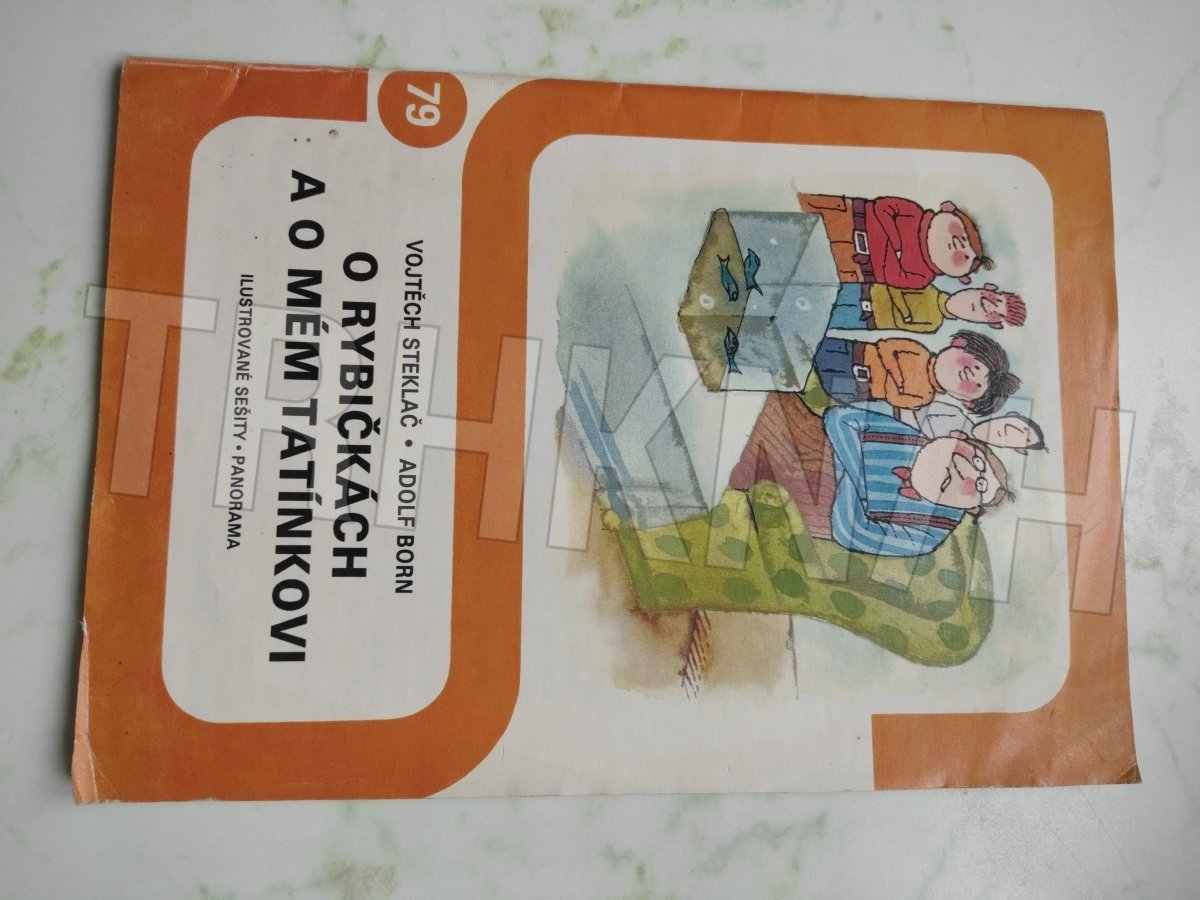 79
VOJTĚCH STEKLAČ • ADOLF BORN
O RYBIČKÁCH
A O MÉM TATÍNKOVI
ILUSTROVANÉ SEŠITY • PANORAMA